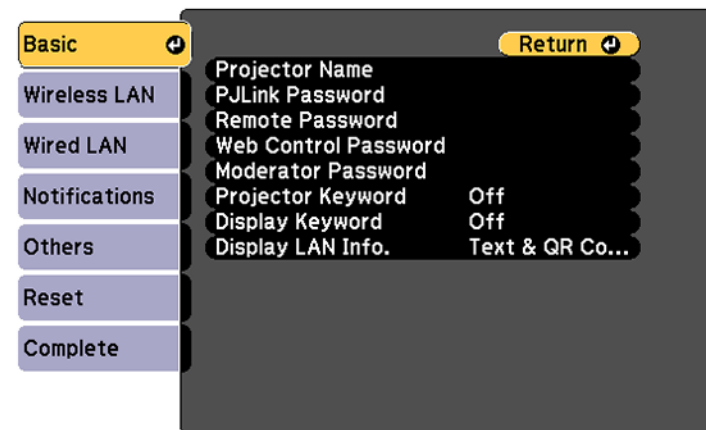 Basic
Wireless LAN
Wired LAN
Notifications
Others
Reset
Complete
Return
Projector Name
PJLink Password
Remote Password
Web Control Password
Moderator Password
Projector Keyword Off
Display Keyword Off
Display LAN Info. Text & QR Co...